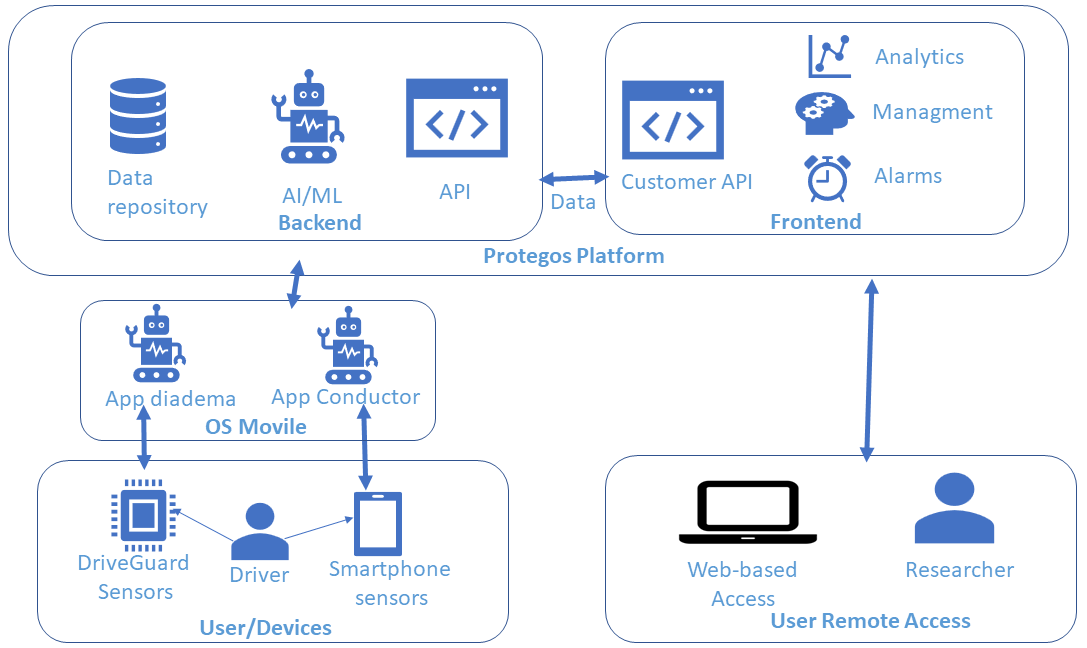 Analytics
Managment
Alarms
Data
repository
AI/ML
API
Backend
Data
Customer API
Frontend
Protegos Platform
App diadema
App Conductor
OS Movile
DriveGuard
Sensors
Driver
Smartphone
sensors
User/Devices
Web-based
Access
Researcher
User Remote Access